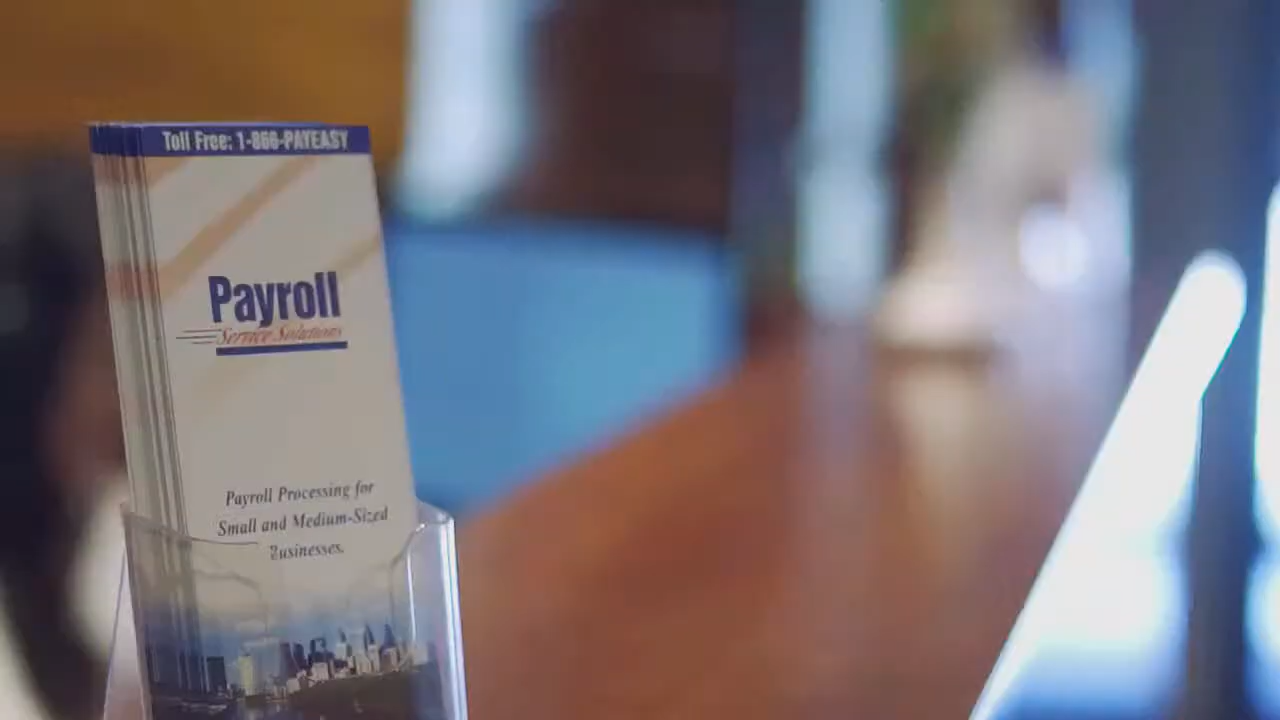 Toll Free: 1-866-PAYEASY
Payroll
Service Solutions
Payroll Processing for
Small and Medium-Sized
Businesses.